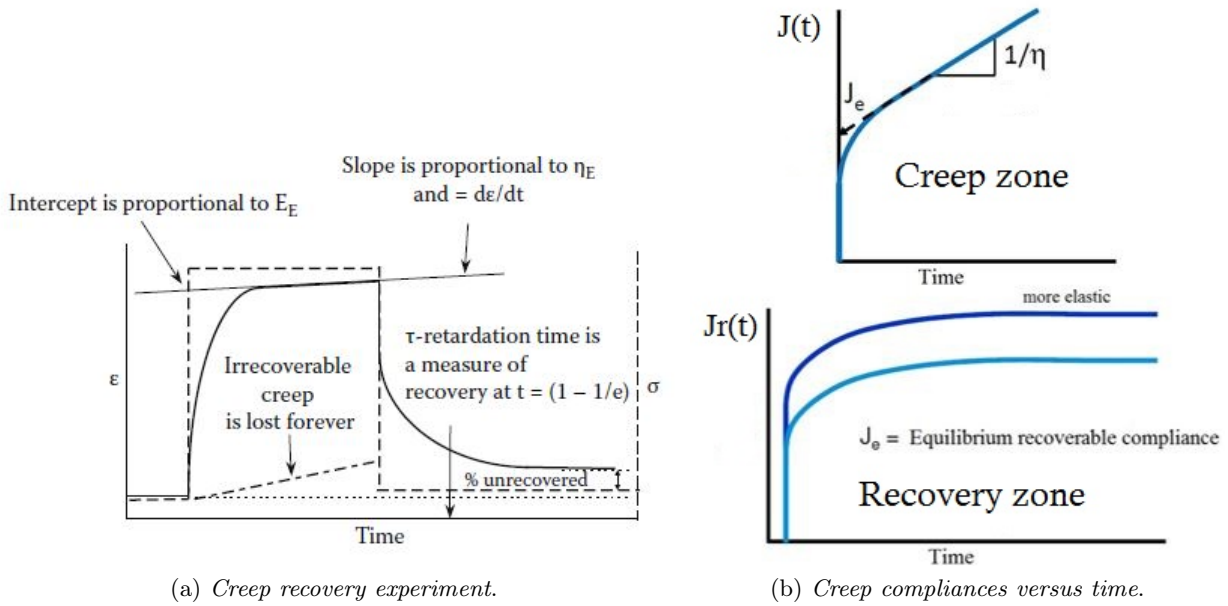 Slope is proportional to η_E
and = dε/dt
Intercept is proportional to E_E
ε
Irrecoverable
creep
is lost forever
τ-retardation time is
a measure of
recovery at t = (1 − 1/e)
σ
% unrecovered
Time
(a) Creep recovery experiment.
J(t)
1/η
J_e
Creep zone
Time
more elastic
Jr(t)
J_e = Equilibrium recoverable compliance
Recovery zone
Time
(b) Creep compliances versus time.